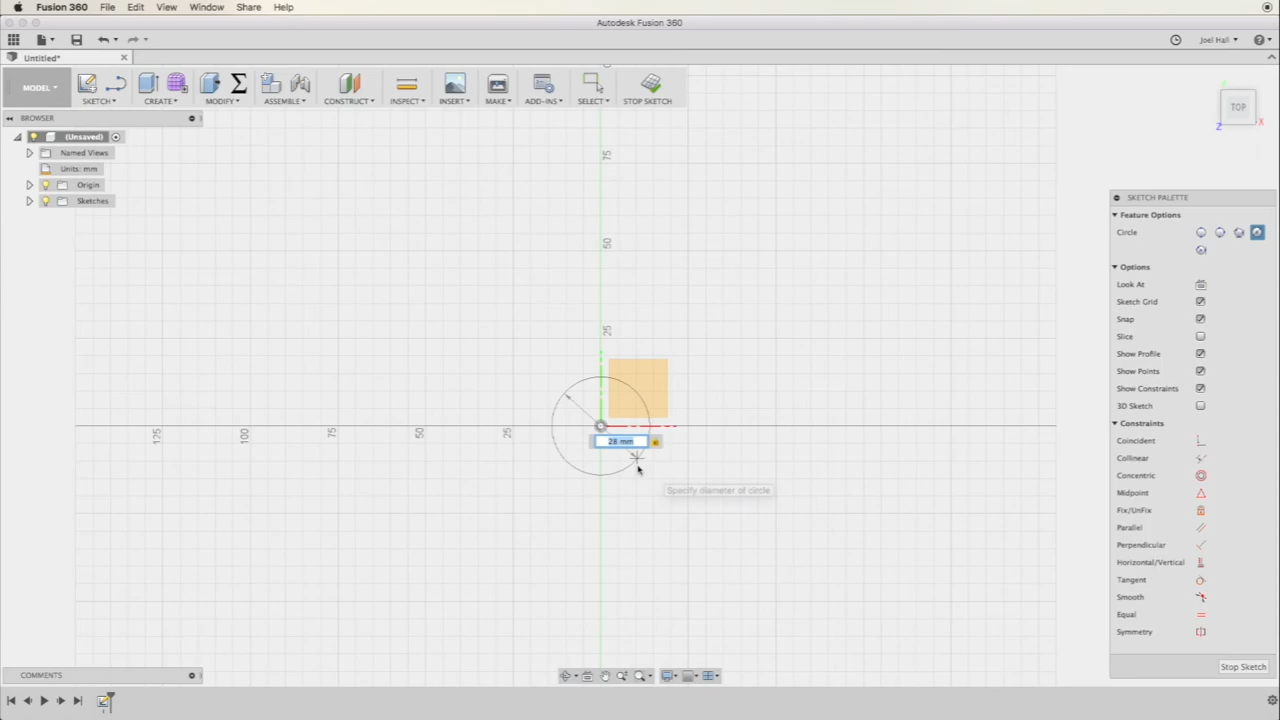 Fusion 360 File Edit View Window Share Help
Autodesk Fusion 360
Joel Hall
Untitled*
MODEL
SKETCH CREATE MODIFY ASSEMBLE CONSTRUCT INSPECT INSERT MAKE ADD-INS SELECT STOP SKETCH
BROWSER
(Unsaved)
Named Views
Units: mm
Origin
Sketches
TOP
X
Z
75
50
25
125
100
75
50
25
28 mm
Specify diameter of circle
SKETCH PALETTE
Feature Options
Circle
Options
Look At
Sketch Grid
Snap
Slice
Show Profile
Show Points
Show Constraints
3D Sketch
Constraints
Coincident
Collinear
Concentric
Midpoint
Fix/UnFix
Parallel
Perpendicular
Horizontal/Vertical
Tangent
Smooth
Equal
Symmetry
Stop Sketch
COMMENTS